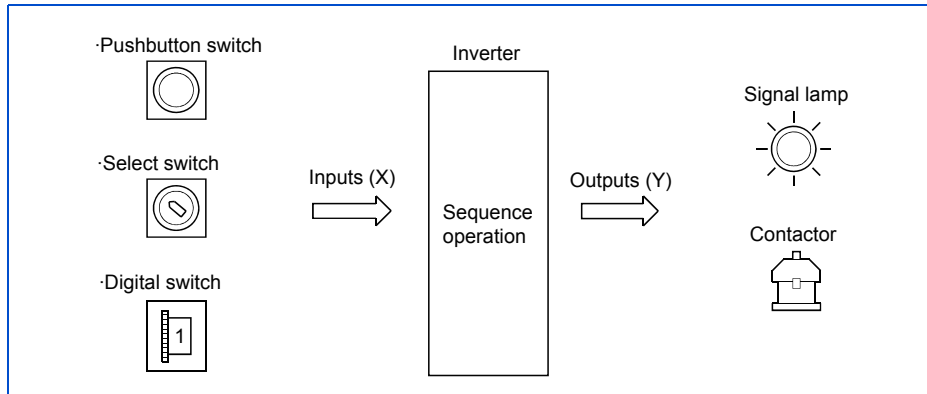 ·Pushbutton switch
·Select switch
·Digital switch
1
Inputs (X)
Inverter
Sequence
operation
Outputs (Y)
Signal lamp
Contactor